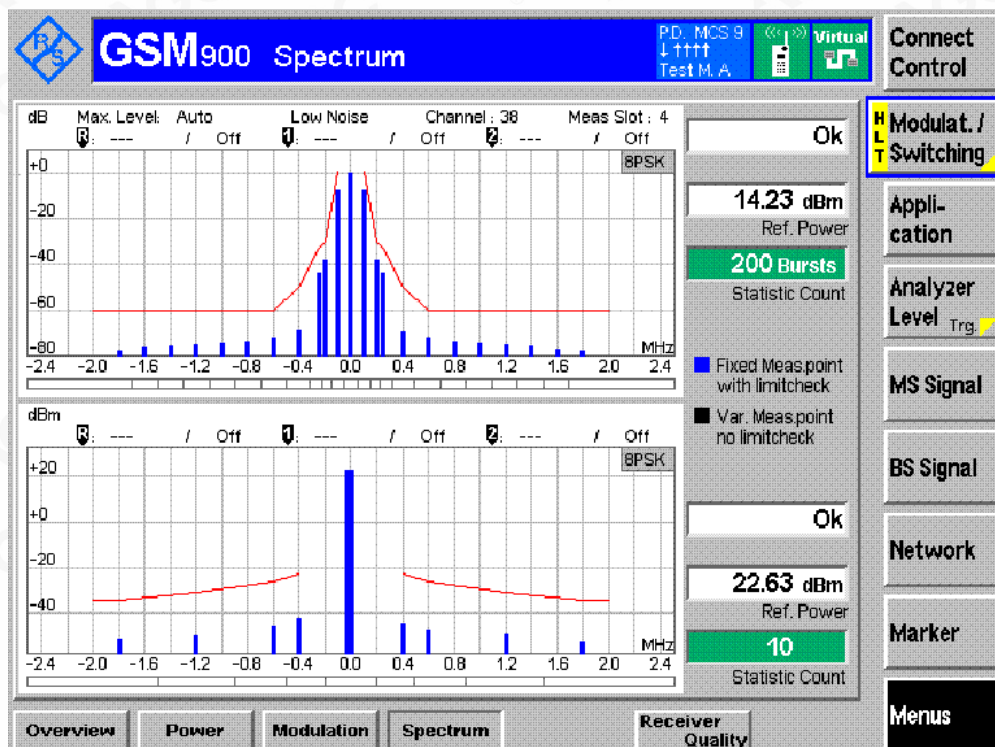 R S
GSM900 Spectrum
P.D. MCS 9
↓ ↑↑↑↑
Test M. A
Virtual
Connect
Control
dB Max. Level: Auto Low Noise Channel : 38 Meas Slot : 4
R: --- / Off 1: --- / Off 2: --- / Off
8PSK
+0
-20
-40
-60
-80
MHz
-2.4 -2.0 -1.6 -1.2 -0.8 -0.4 0.0 0.4 0.8 1.2 1.6 2.0 2.4
Ok
14.23 dBm
Ref. Power
200 Bursts
Statistic Count
Fixed Meas.point
with limitcheck
Var. Meas.point
no limitcheck
dBm
R: --- / Off 1: --- / Off 2: --- / Off
8PSK
+20
+0
-20
-40
MHz
-2.4 -2.0 -1.6 -1.2 -0.8 -0.4 0.0 0.4 0.8 1.2 1.6 2.0 2.4
Ok
22.63 dBm
Ref. Power
10
Statistic Count
HLT
Modulat. /
Switching
Appli-
cation
Analyzer
Level Trg.
MS Signal
BS Signal
Network
Marker
Menus
Overview Power Modulation Spectrum Receiver
Quality